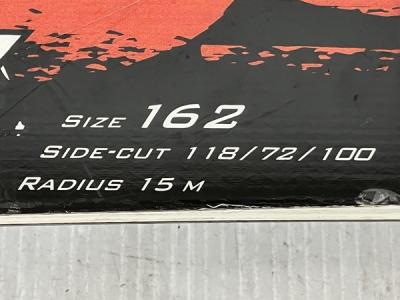 Size 162
Side-cut 118/72/100
Radius 15 m